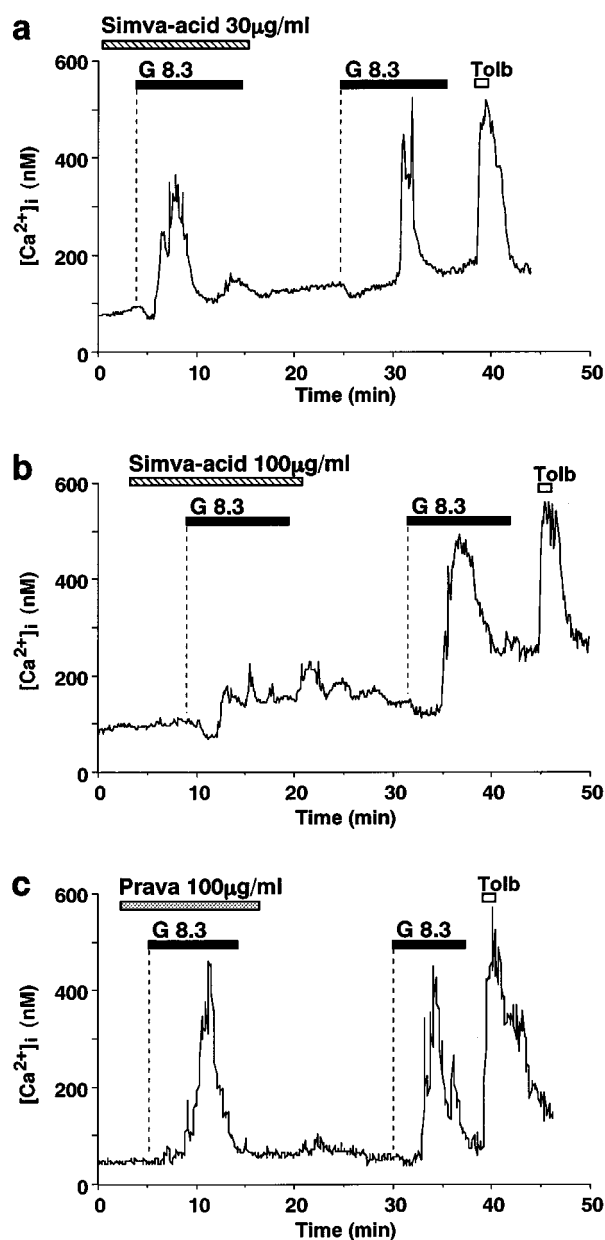 a
Simva-acid 30µg/ml
G 8.3
G 8.3
Tolb
600
400
200
0
[Ca2+]i (nM)
0 10 20 30 40 50
Time (min)
b
Simva-acid 100µg/ml
G 8.3
G 8.3
Tolb
600
400
200
0
[Ca2+]i (nM)
0 10 20 30 40 50
Time (min)
c
Prava 100µg/ml
G 8.3
G 8.3
Tolb
600
400
200
0
[Ca2+]i (nM)
0 10 20 30 40 50
Time (min)